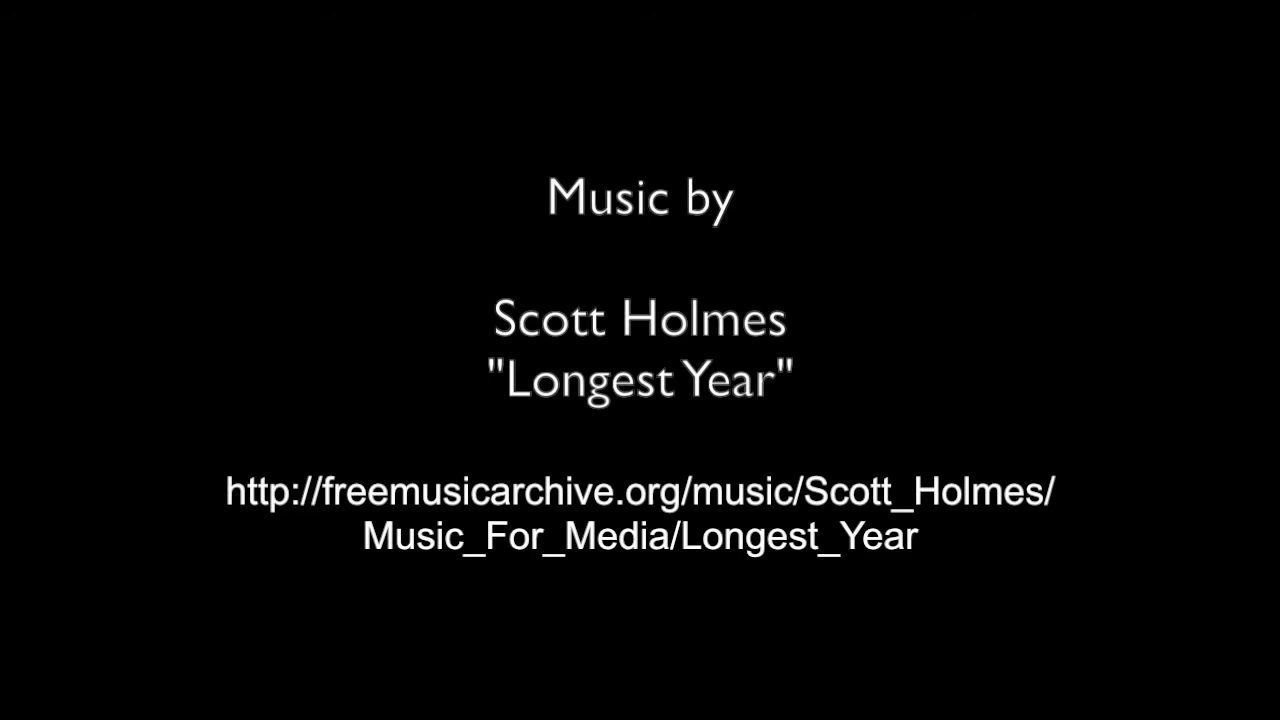 Music by
Scott Holmes
"Longest Year"
http://freemusicarchive.org/music/Scott_Holmes/
Music_For_Media/Longest_Year